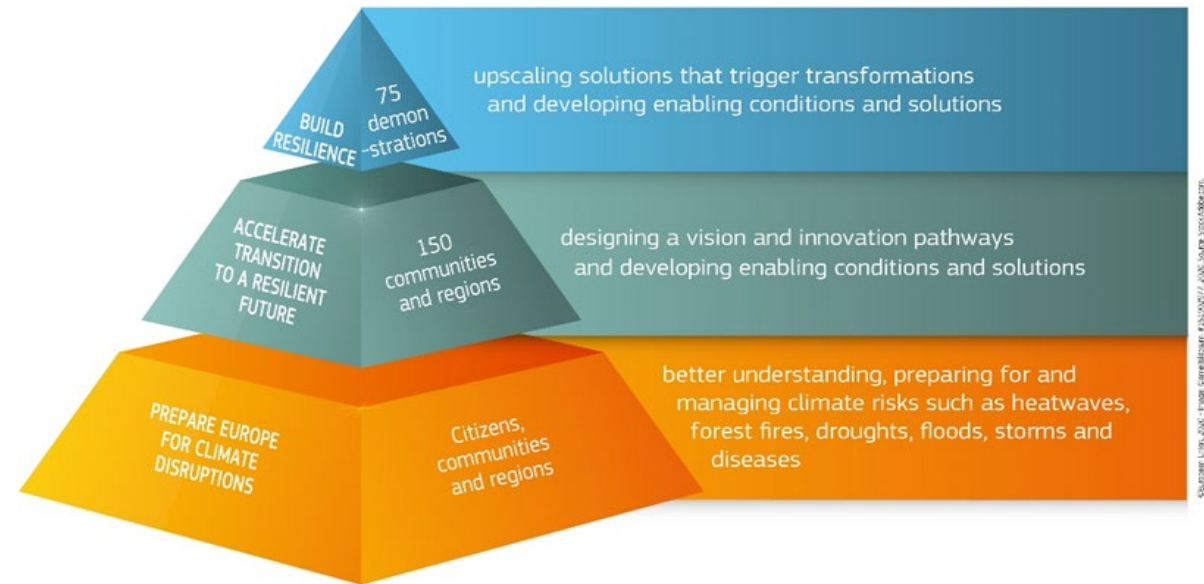 BUILD
RESILIENCE
75
demon
-strations
upscaling solutions that trigger transformations
and developing enabling conditions and solutions
ACCELERATE
TRANSITION
TO A RESILIENT
FUTURE
150
communities
and regions
designing a vision and innovation pathways
and developing enabling conditions and solutions
PREPARE EUROPE
FOR CLIMATE
DISRUPTIONS
Citizens,
communities
and regions
better understanding, preparing for and
managing climate risks such as heatwaves,
forest fires, droughts, floods, storms and
diseases